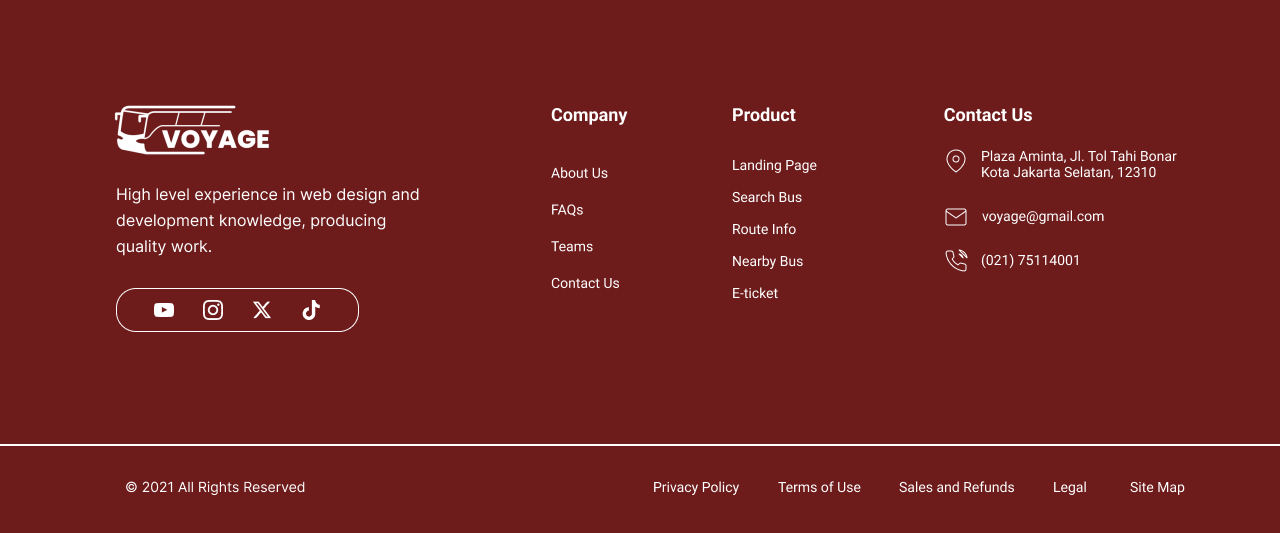 VOYAGE
High level experience in web design and
development knowledge, producing
quality work.
Company
About Us
FAQs
Teams
Contact Us
Product
Landing Page
Search Bus
Route Info
Nearby Bus
E-ticket
Contact Us
Plaza Aminta, Jl. Tol Tahi Bonar
Kota Jakarta Selatan, 12310
voyage@gmail.com
(021) 75114001
© 2021 All Rights Reserved
Privacy Policy
Terms of Use
Sales and Refunds
Legal
Site Map